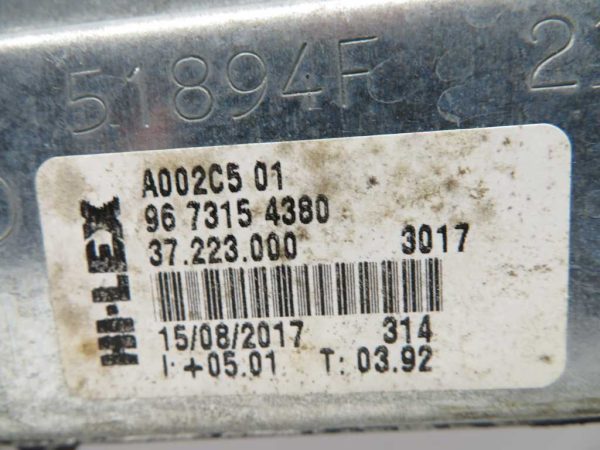 51894F 2
HI-LEX
A002C5 01
96 7315 4380
37.223.000 3017
15/08/2017 314
I: +05.01 T: 03.92